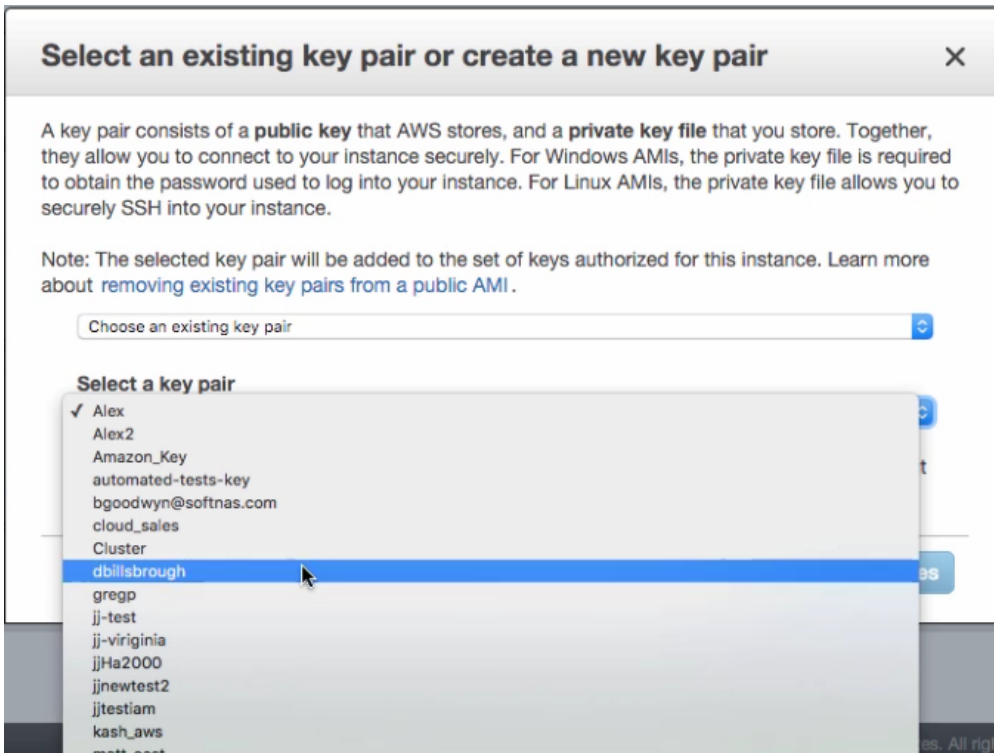 Select an existing key pair or create a new key pair
A key pair consists of a public key that AWS stores, and a private key file that you store. Together,
they allow you to connect to your instance securely. For Windows AMIs, the private key file is required
to obtain the password used to log into your instance. For Linux AMIs, the private key file allows you to
securely SSH into your instance.
Note: The selected key pair will be added to the set of keys authorized for this instance. Learn more
about removing existing key pairs from a public AMI.
Choose an existing key pair
Select a key pair
✓ Alex
Alex2
Amazon_Key
automated-tests-key
bgoodwyn@softnas.com
cloud_sales
Cluster
dbillsbrough
gregp
jj-test
jj-viriginia
jjHa2000
jjnewtest2
jjtestiam
kash_aws